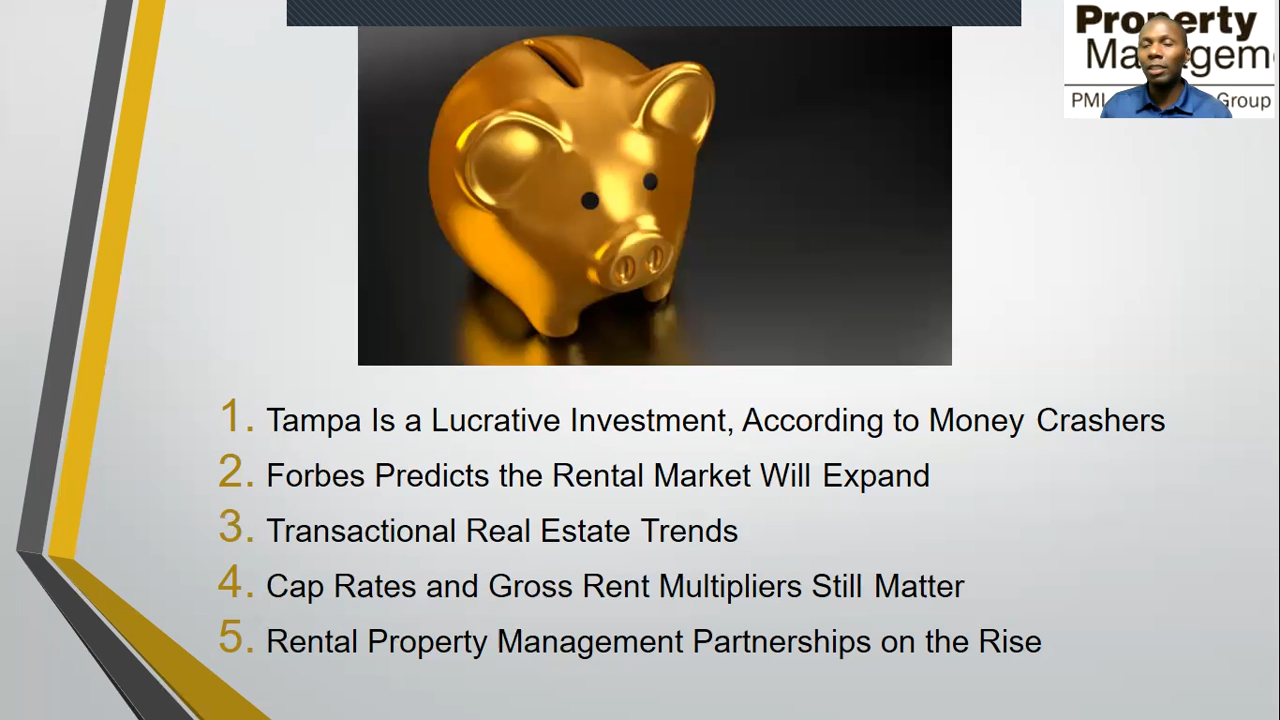 Property
PMI Group
1. Tampa Is a Lucrative Investment, According to Money Crashers
2. Forbes Predicts the Rental Market Will Expand
3. Transactional Real Estate Trends
4. Cap Rates and Gross Rent Multipliers Still Matter
5. Rental Property Management Partnerships on the Rise